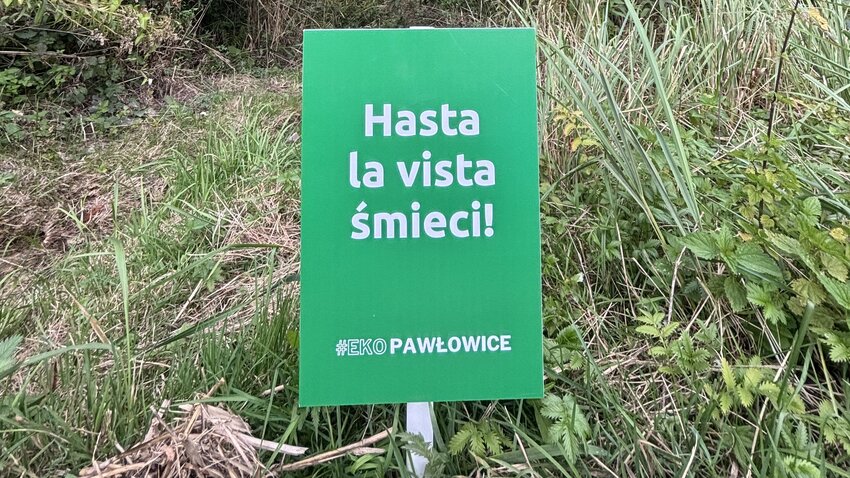 Hasta
la vista
śmieci!
#EKO PAWŁOWICE